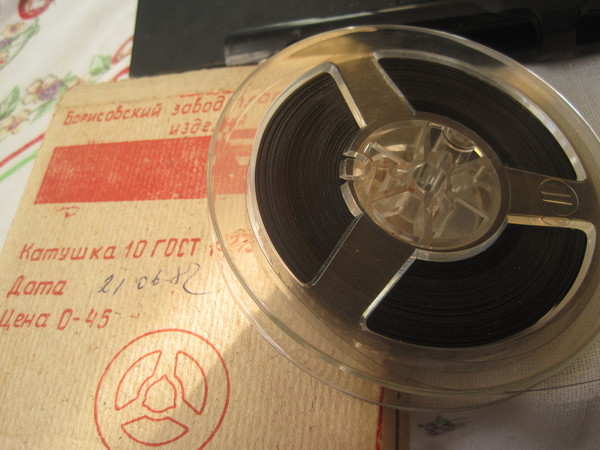 Борисовский завод
изделий
Катушка 10 ГОСТ
Дата 21 06 82
Цена 0-45